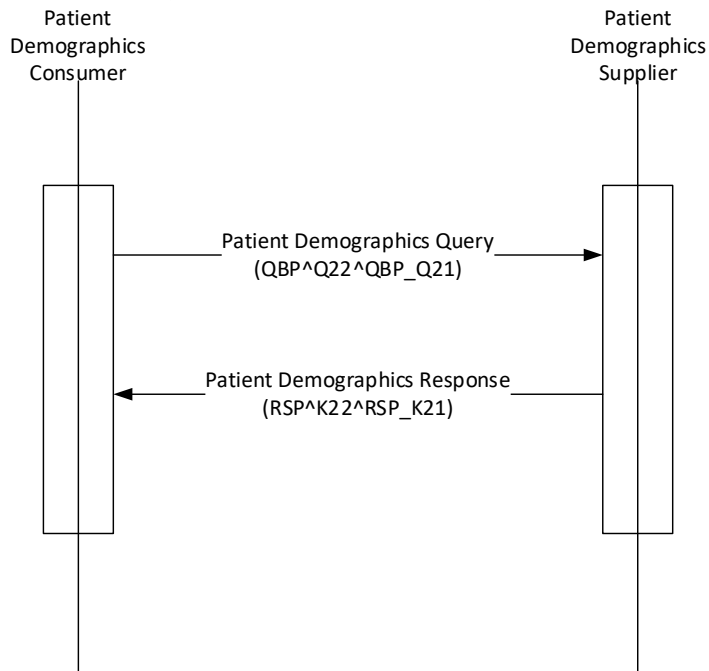 Patient
Demographics
Consumer
Patient
Demographics
Supplier
Patient Demographics Query
(QBP^Q22^QBP_Q21)
Patient Demographics Response
(RSP^K22^RSP_K21)